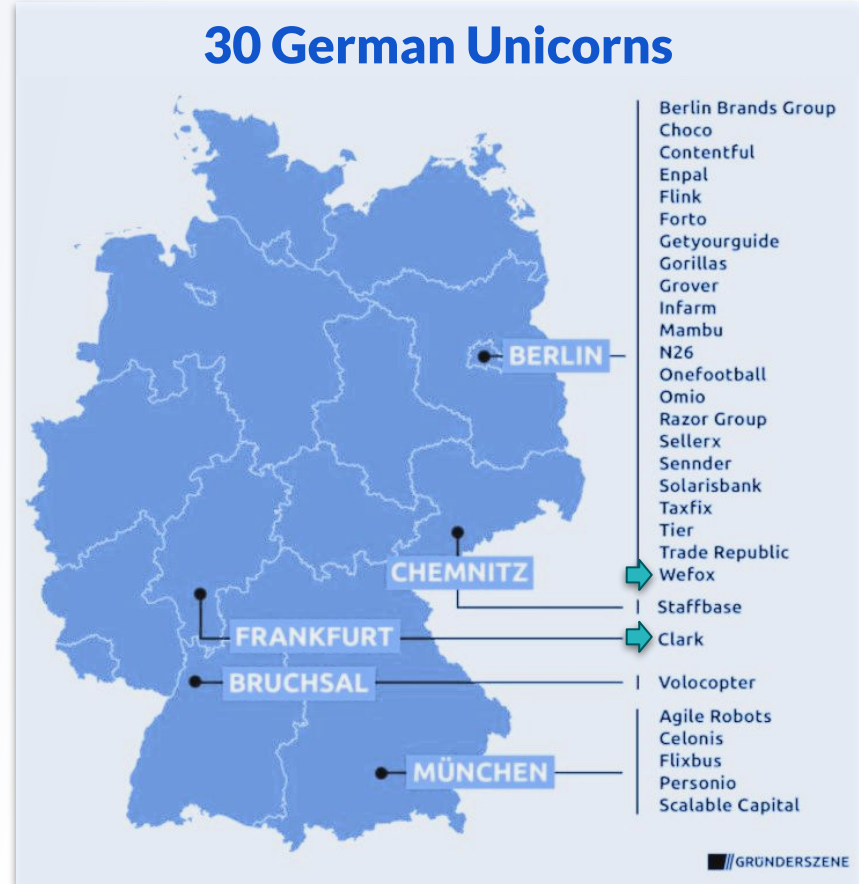 30 German Unicorns
Berlin Brands Group
Choco
Contentful
Enpal
Flink
Forto
Getyourguide
Gorillas
Grover
Infarm
Mambu
BERLIN
N26
Onefootball
Omio
Razor Group
Sellerx
Sennder
Solarisbank
Taxfix
Tier
Trade Republic
Wefox
CHEMNITZ
Staffbase
FRANKFURT
Clark
BRUCHSAL
Volocopter
MÜNCHEN
Agile Robots
Celonis
Flixbus
Personio
Scalable Capital
GRÜNDERSZENE